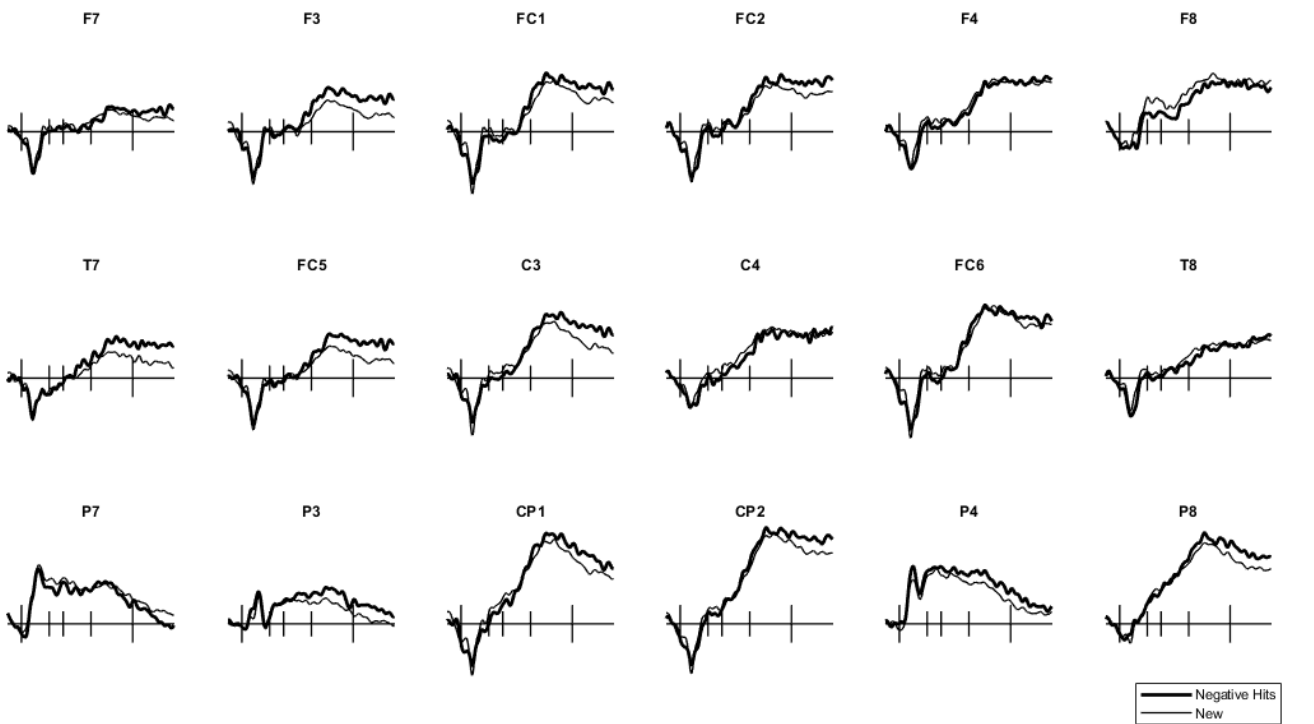 F7 F3 FC1 FC2 F4 F8
T7 FC5 C3 C4 FC6 T8
P7 P3 CP1 CP2 P4 P8
Negative Hits
New